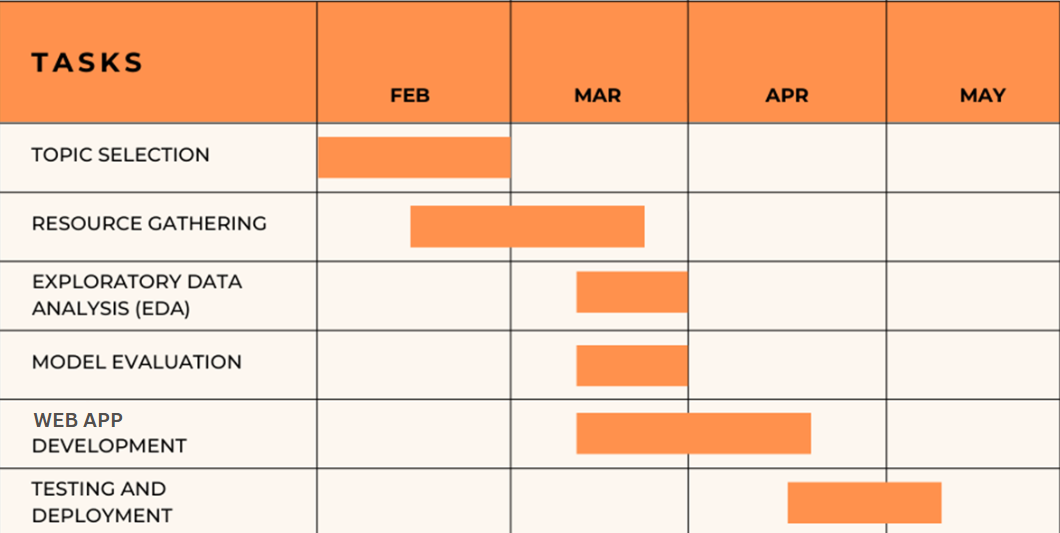 TASKS
FEB MAR APR MAY
TOPIC SELECTION
RESOURCE GATHERING
EXPLORATORY DATA
ANALYSIS (EDA)
MODEL EVALUATION
WEB APP
DEVELOPMENT
TESTING AND
DEPLOYMENT